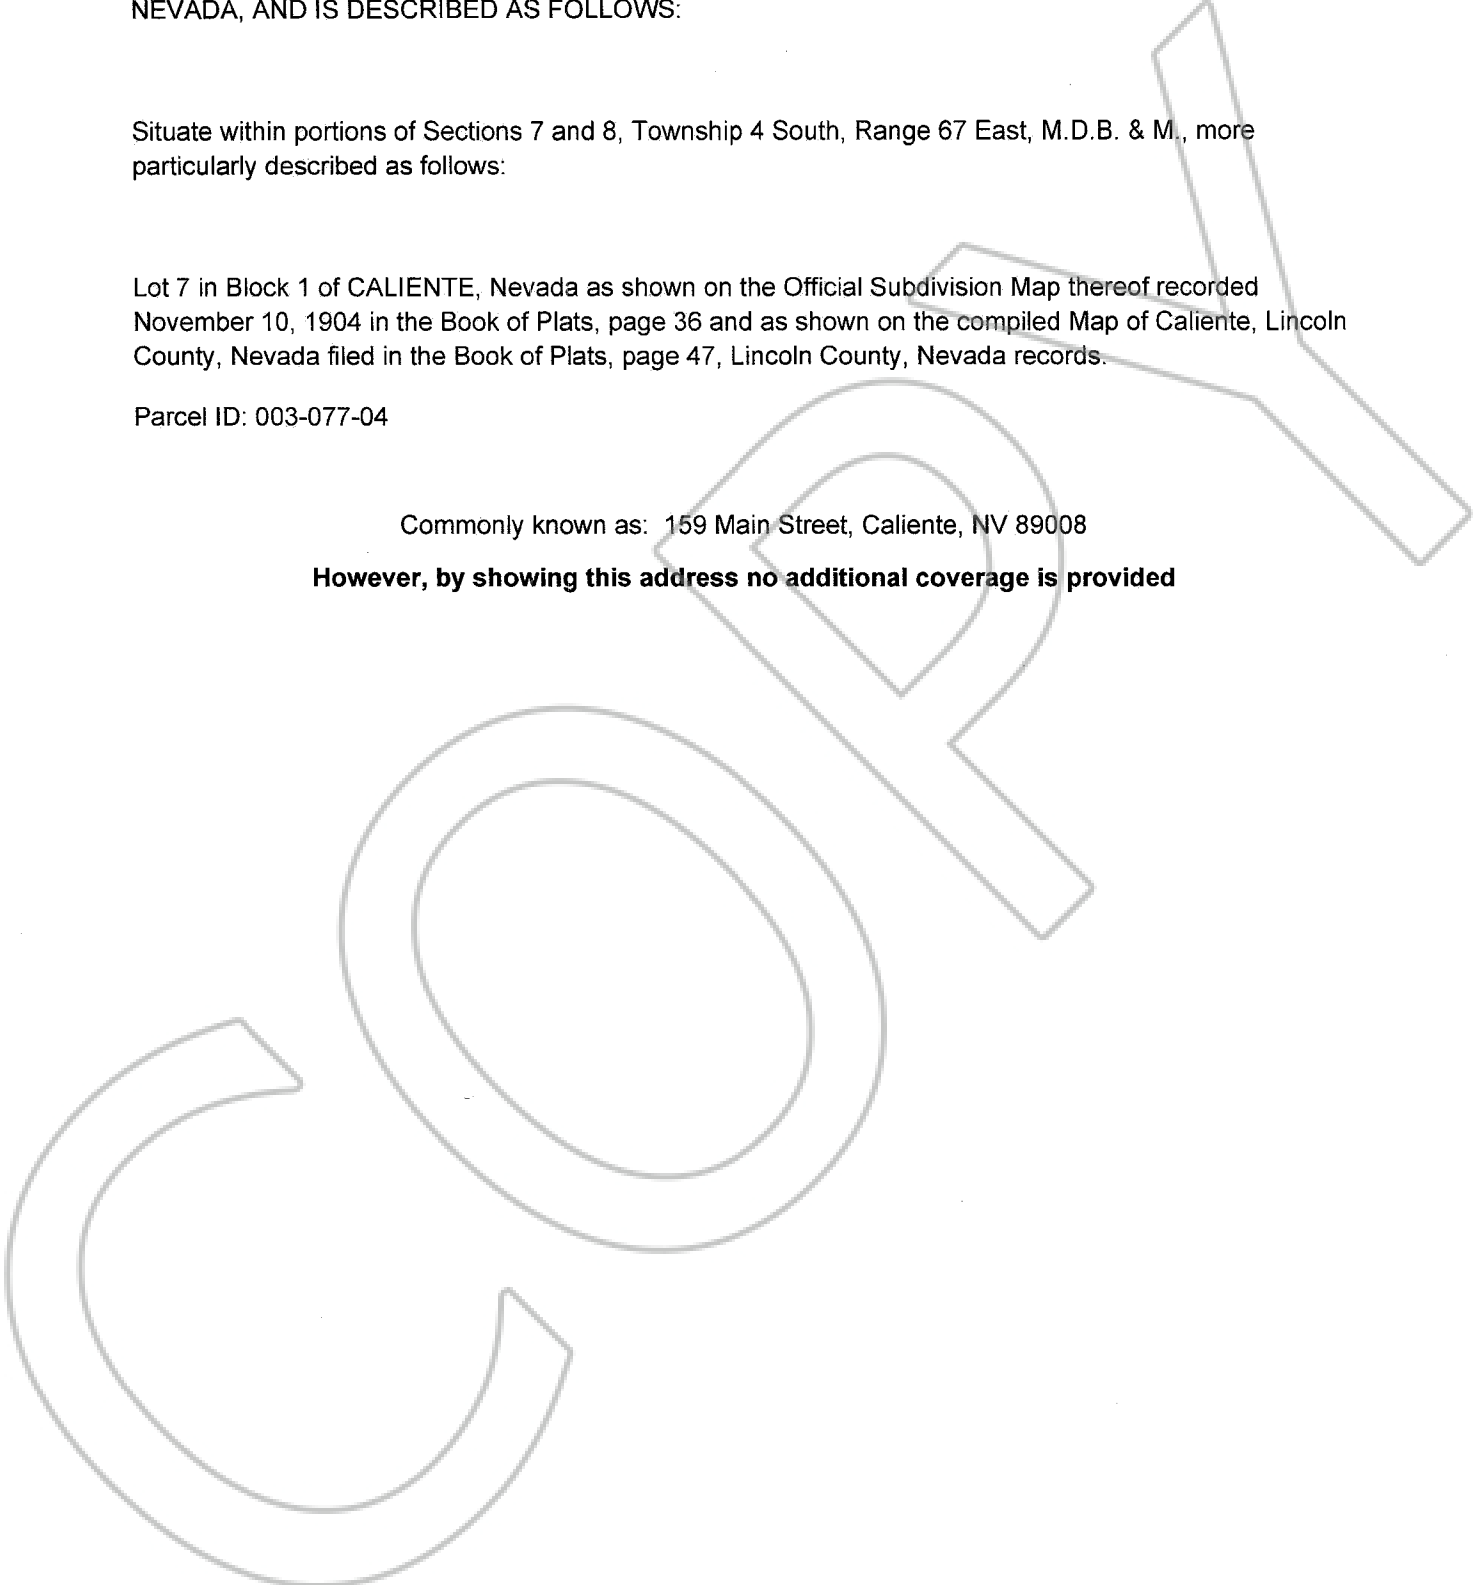 NEVADA, AND IS DESCRIBED AS FOLLOWS:
Situate within portions of Sections 7 and 8, Township 4 South, Range 67 East, M.D.B. & M., more
particularly described as follows:
Lot 7 in Block 1 of CALIENTE, Nevada as shown on the Official Subdivision Map thereof recorded
November 10, 1904 in the Book of Plats, page 36 and as shown on the compiled Map of Caliente, Lincoln
County, Nevada filed in the Book of Plats, page 47, Lincoln County, Nevada records.
Parcel ID: 003-077-04
Commonly known as: 159 Main Street, Caliente, NV 89008
However, by showing this address no additional coverage is provided
COPY